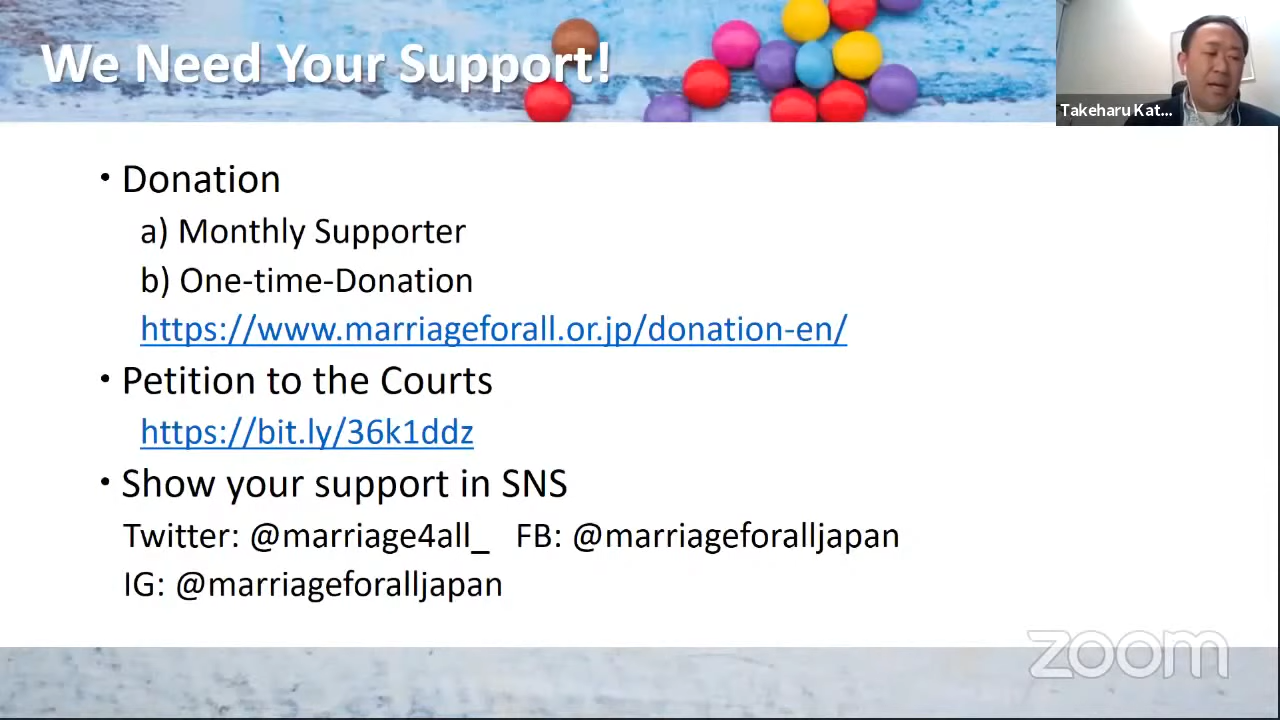 We Need Your Support!
Takeharu Kat...
• Donation
a) Monthly Supporter
b) One-time-Donation
https://www.marriageforall.or.jp/donation-en/
• Petition to the Courts
https://bit.ly/36k1ddz
• Show your support in SNS
Twitter: @marriage4all_ FB: @marriageforalljapan
IG: @marriageforalljapan
zoom